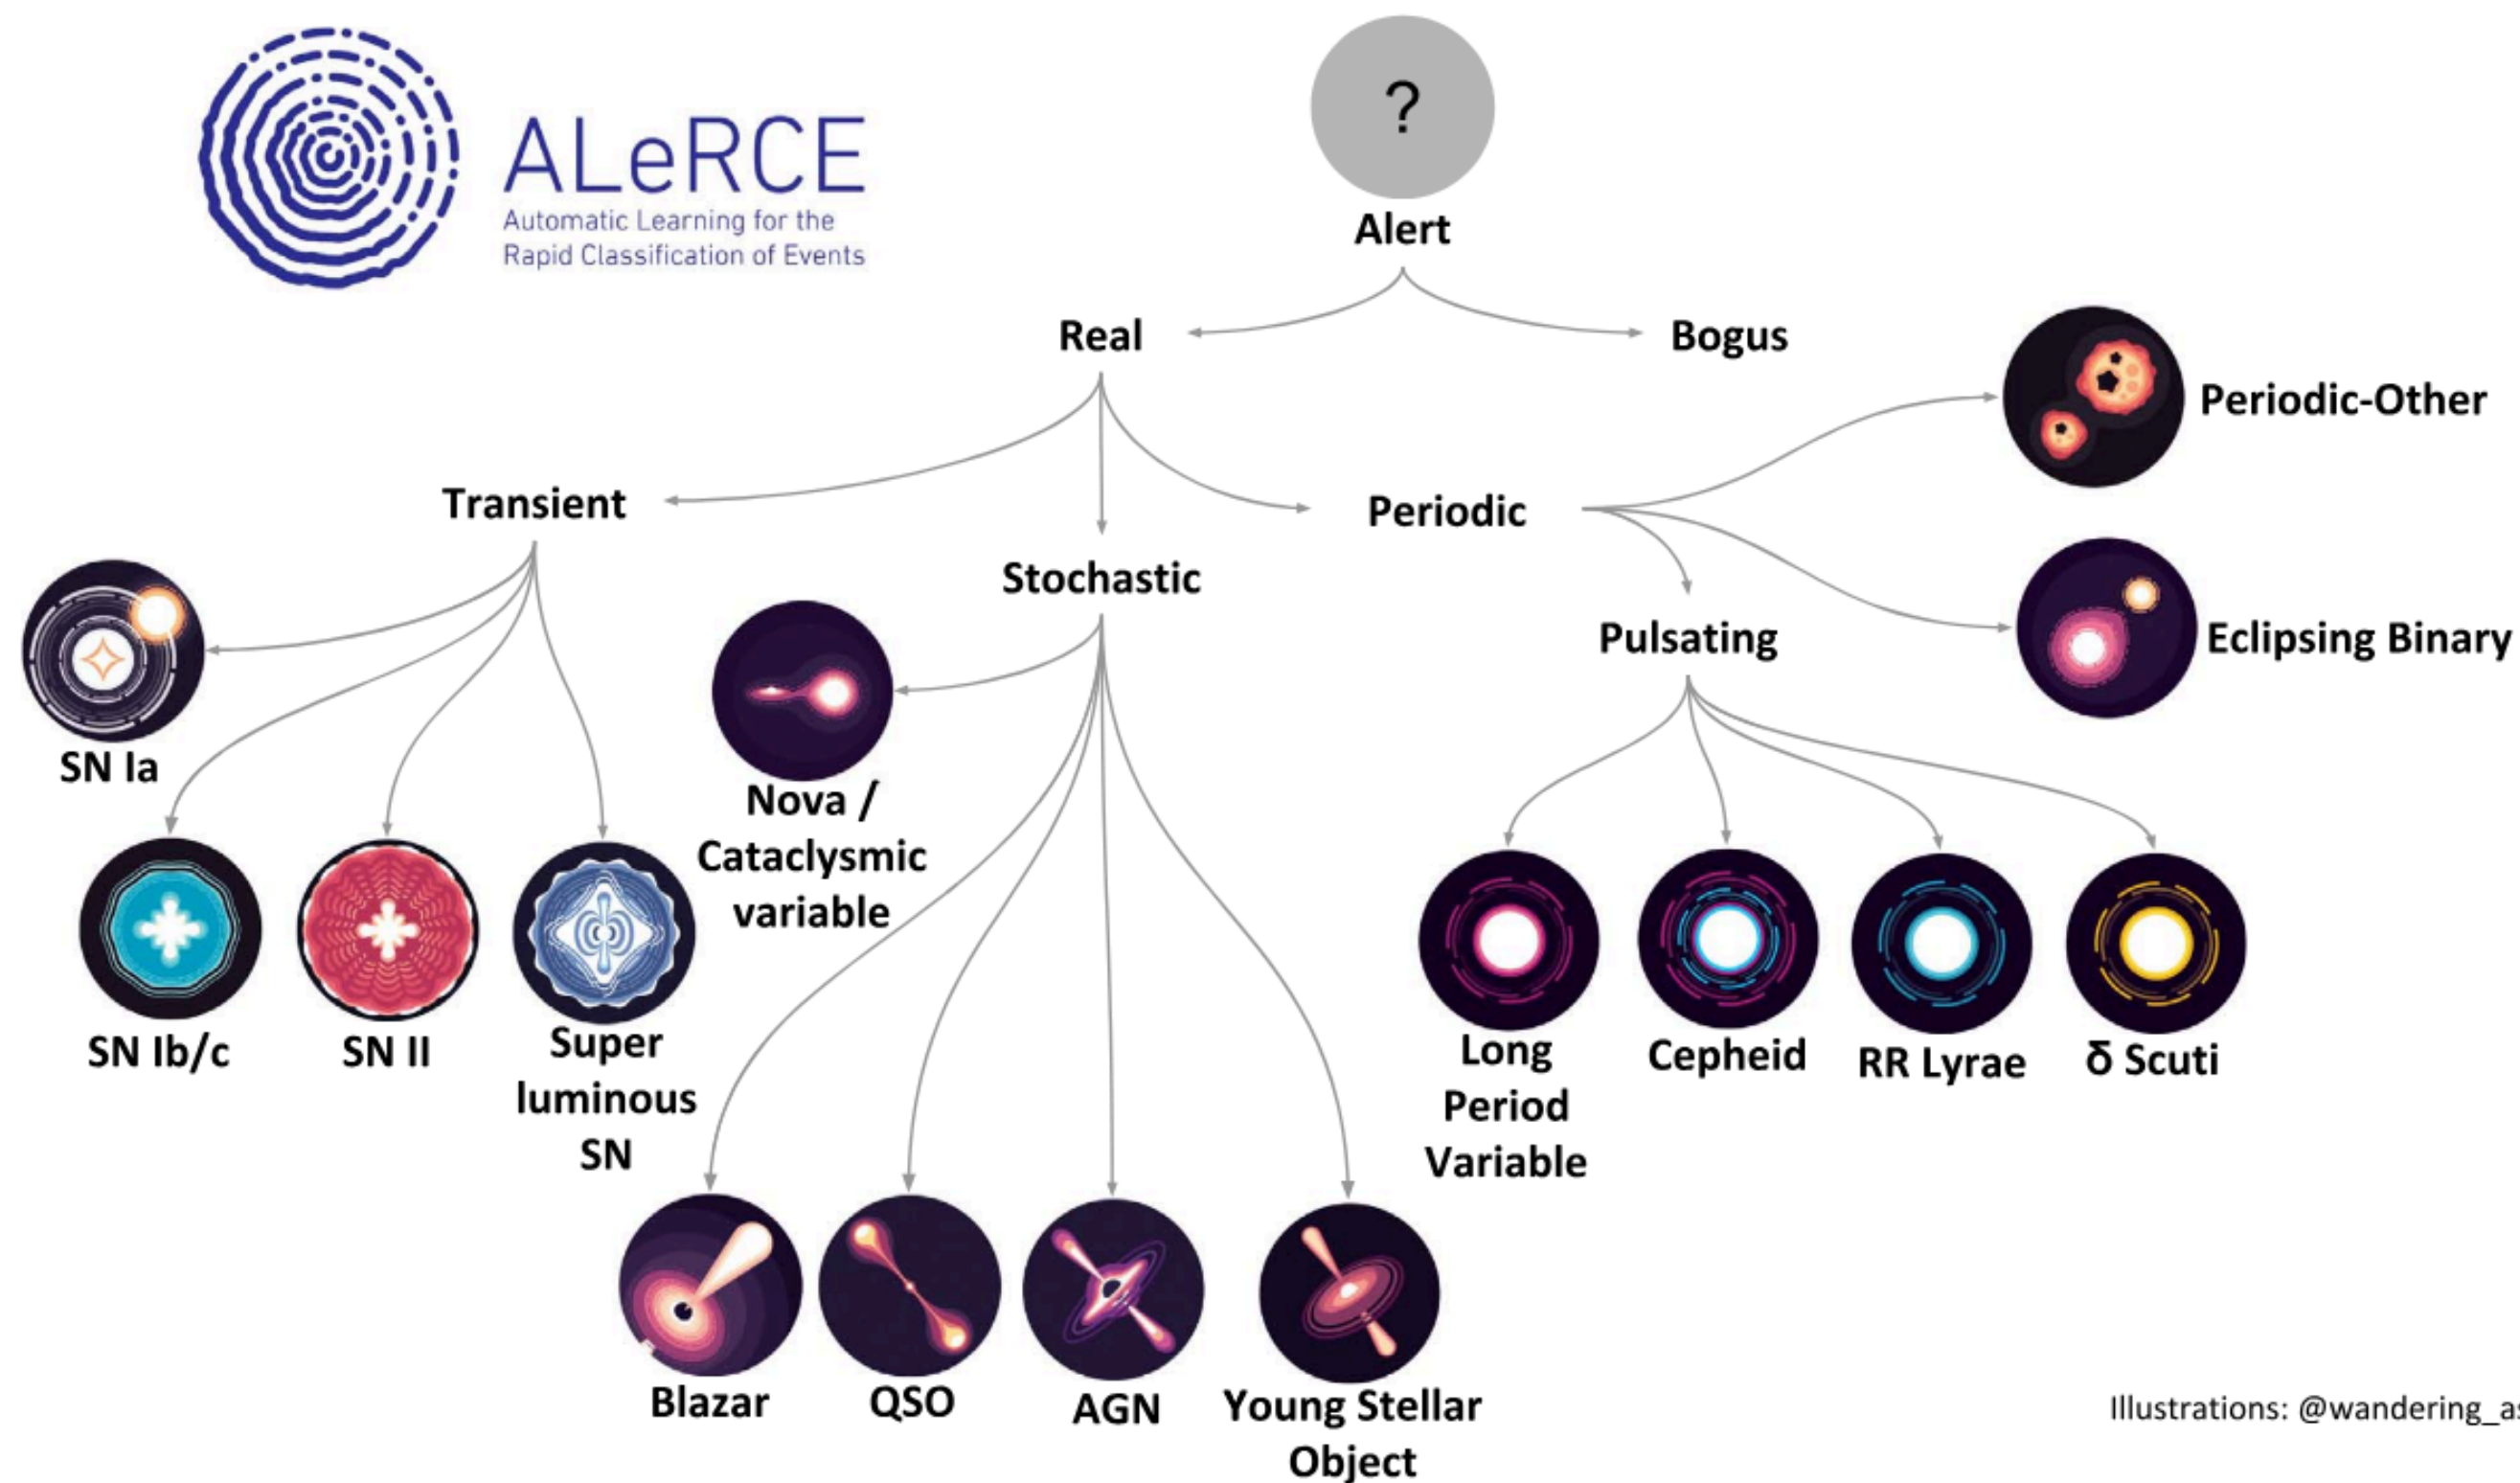 ALeRCE
Automatic Learning for the
Rapid Classification of Events
?
Alert
Real
Bogus
Periodic-Other
Transient
Periodic
Stochastic
Pulsating
Eclipsing Binary
SN Ia
Nova /
Cataclysmic
variable
SN Ib/c
SN II
Super
luminous
SN
Long
Period
Variable
Cepheid
RR Lyrae
δ Scuti
Blazar
QSO
AGN
Young Stellar
Object
Illustrations: @wandering_as